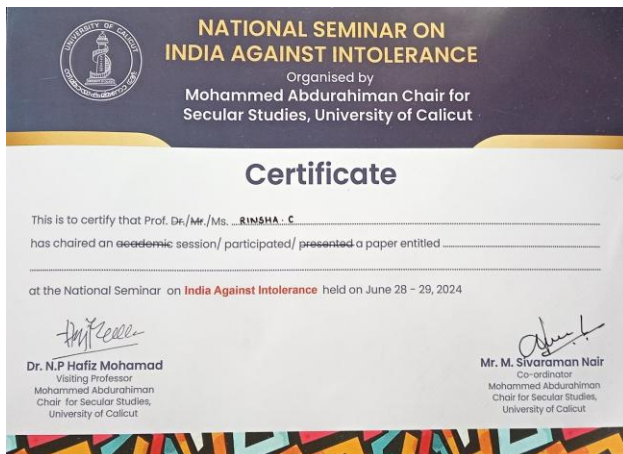 UNIVERSITY OF CALICUT
NATIONAL SEMINAR ON
INDIA AGAINST INTOLERANCE
Organised by
Mohammed Abdurahiman Chair for
Secular Studies, University of Calicut
Certificate
This is to certify that Prof. Dr./Mr./Ms. RINSHA. C
has chaired an academic session/ participated/ presented a paper entitled
at the National Seminar on India Against Intolerance held on June 28 - 29, 2024
Dr. N.P Hafiz Mohamad
Visiting Professor
Mohammed Abdurahiman
Chair for Secular Studies,
University of Calicut
Mr. M. Sivaraman Nair
Co-ordinator
Mohammed Abdurahiman
Chair for Secular Studies,
University of Calicut